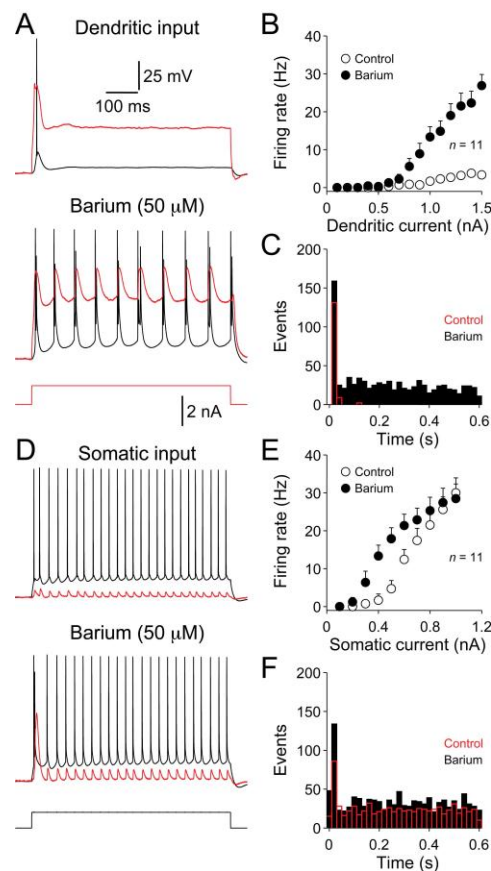 A
Dendritic input
25 mV
100 ms
Barium (50 μM)
2 nA
B
40
30
20
10
0
Firing rate (Hz)
Control
Barium
n = 11
0 0.5 1.0 1.5
Dendritic current (nA)
C
200
150
100
50
0
Events
Control
Barium
0 0.2 0.4 0.6
Time (s)
D
Somatic input
Barium (50 μM)
E
40
30
20
10
0
Firing rate (Hz)
Control
Barium
n = 11
0 0.4 0.8 1.2
Somatic current (nA)
F
200
150
100
50
0
Events
Control
Barium
0 0.2 0.4 0.6
Time (s)